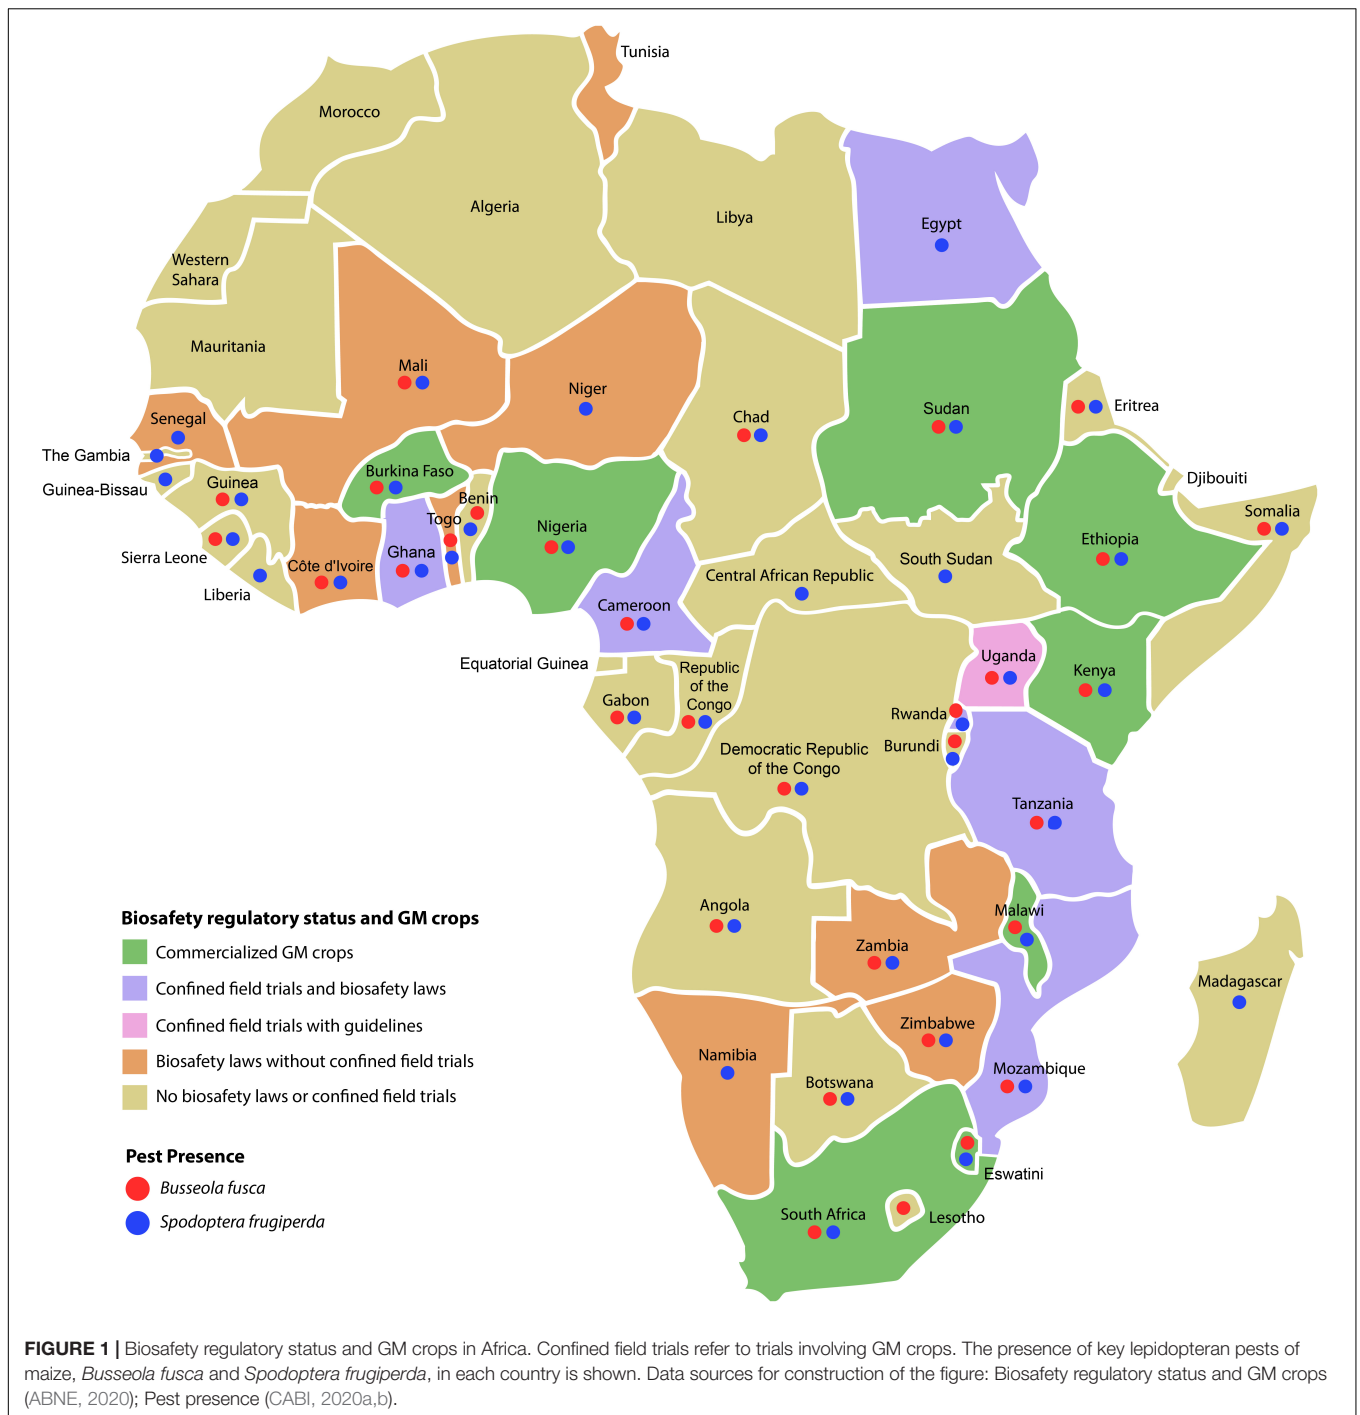 Tunisia
Morocco
Algeria
Libya
Egypt
Western
Sahara
Mauritania
Mali
Niger
Chad
Sudan
Eritrea
Senegal
The Gambia
Guinea-Bissau
Guinea
Burkina Faso
Benin
Togo
Nigeria
Djibouiti
Somalia
Ethiopia
Sierra Leone
Liberia
Côte d'Ivoire
Ghana
Cameroon
Central African Republic
South Sudan
Equatorial Guinea
Gabon
Republic
of the
Congo
Uganda
Kenya
Rwanda
Burundi
Democratic Republic
of the Congo
Tanzania
Angola
Malawi
Zambia
Madagascar
Zimbabwe
Namibia
Botswana
Mozambique
Eswatini
South Africa
Lesotho
Biosafety regulatory status and GM crops
Commercialized GM crops
Confined field trials and biosafety laws
Confined field trials with guidelines
Biosafety laws without confined field trials
No biosafety laws or confined field trials
Pest Presence
Busseola fusca
Spodoptera frugiperda
FIGURE 1 | Biosafety regulatory status and GM crops in Africa. Confined field trials refer to trials involving GM crops. The presence of key lepidopteran pests of
maize, Busseola fusca and Spodoptera frugiperda, in each country is shown. Data sources for construction of the figure: Biosafety regulatory status and GM crops
(ABNE, 2020); Pest presence (CABI, 2020a,b).